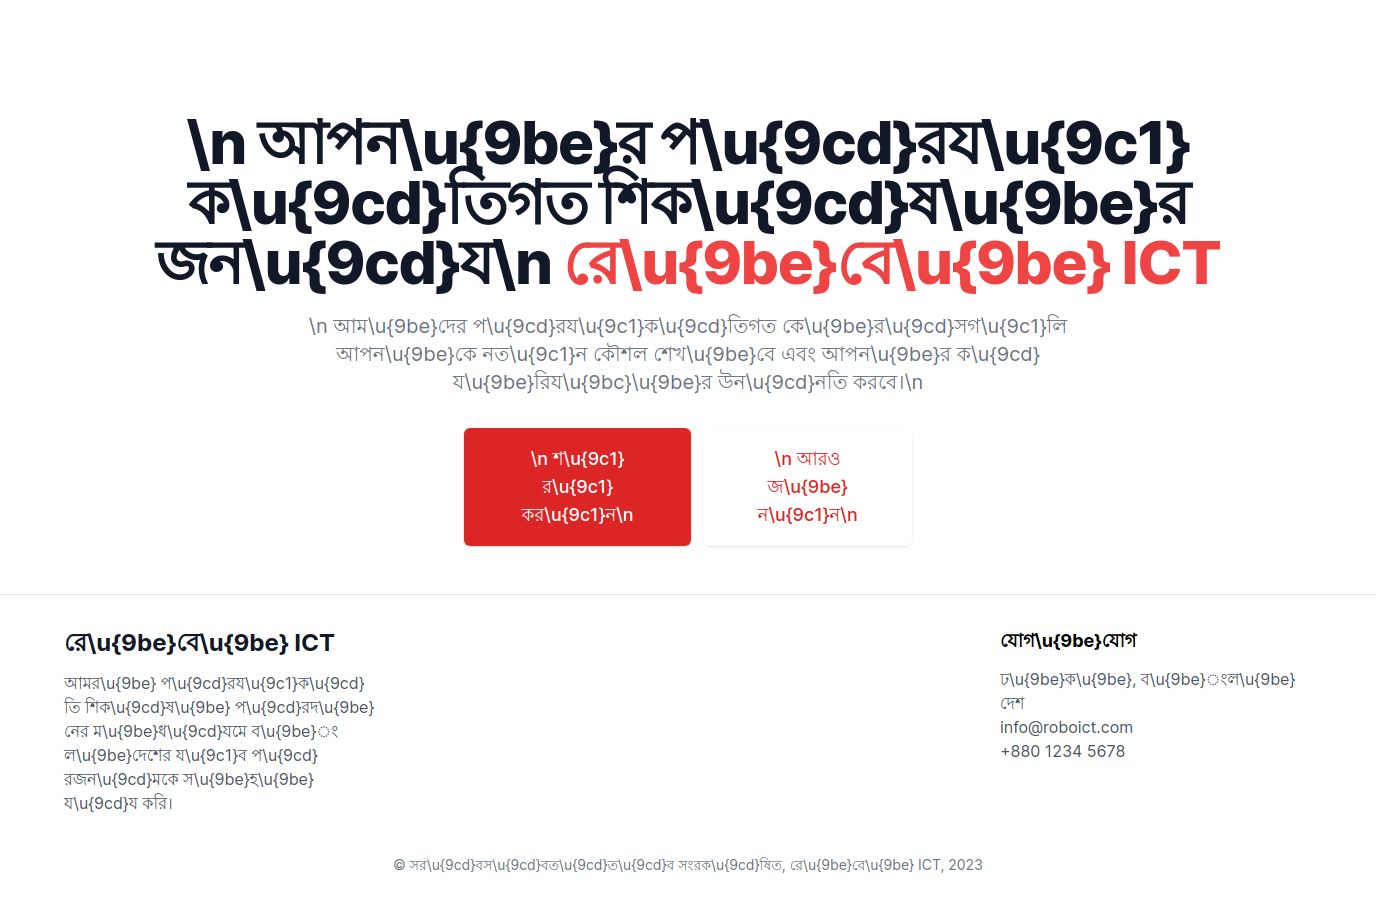 \n আপন\u{9be}র প\u{9cd}রয\u{9c1}
ক\u{9cd}তিগত শিক\u{9cd}ষ\u{9be}র
জন\u{9cd}য\n রে\u{9be}বে\u{9be} ICT
\n আম\u{9be}দের প\u{9cd}রয\u{9c1}ক\u{9cd}তিগত কে\u{9be}র\u{9cd}সগ\u{9c1}লি
আপন\u{9be}কে নত\u{9c1}ন কৌশল শেখ\u{9be}বে এবং আপন\u{9be}র ক\u{9cd}
য\u{9be}রিয\u{9bc}\u{9be}র উন\u{9cd}নতি করবে।\n
\n শ\u{9c1}
র\u{9c1}
কর\u{9c1}ন\n
\n আরও
জ\u{9be}
ন\u{9c1}ন\n
রে\u{9be}বে\u{9be} ICT
আমর\u{9be} প\u{9cd}রয\u{9c1}ক\u{9cd}
তি শিক\u{9cd}ষ\u{9be} প\u{9cd}রদ\u{9be}
নের ম\u{9be}ধ\u{9cd}যমে ব\u{9be}ং
ল\u{9be}দেশের য\u{9c1}ব প\u{9cd}
রজন\u{9cd}মকে স\u{9be}হ\u{9be}
য\u{9cd}য করি।
যোগ\u{9be}যোগ
ঢ\u{9be}ক\u{9be}, ব\u{9be}ংল\u{9be}
দেশ
info@roboict.com
+880 1234 5678
© সর\u{9cd}বস\u{9cd}বত\u{9cd}ত\u{9cd}ব সংরক\u{9cd}ষিত, রে\u{9be}বে\u{9be} ICT, 2023